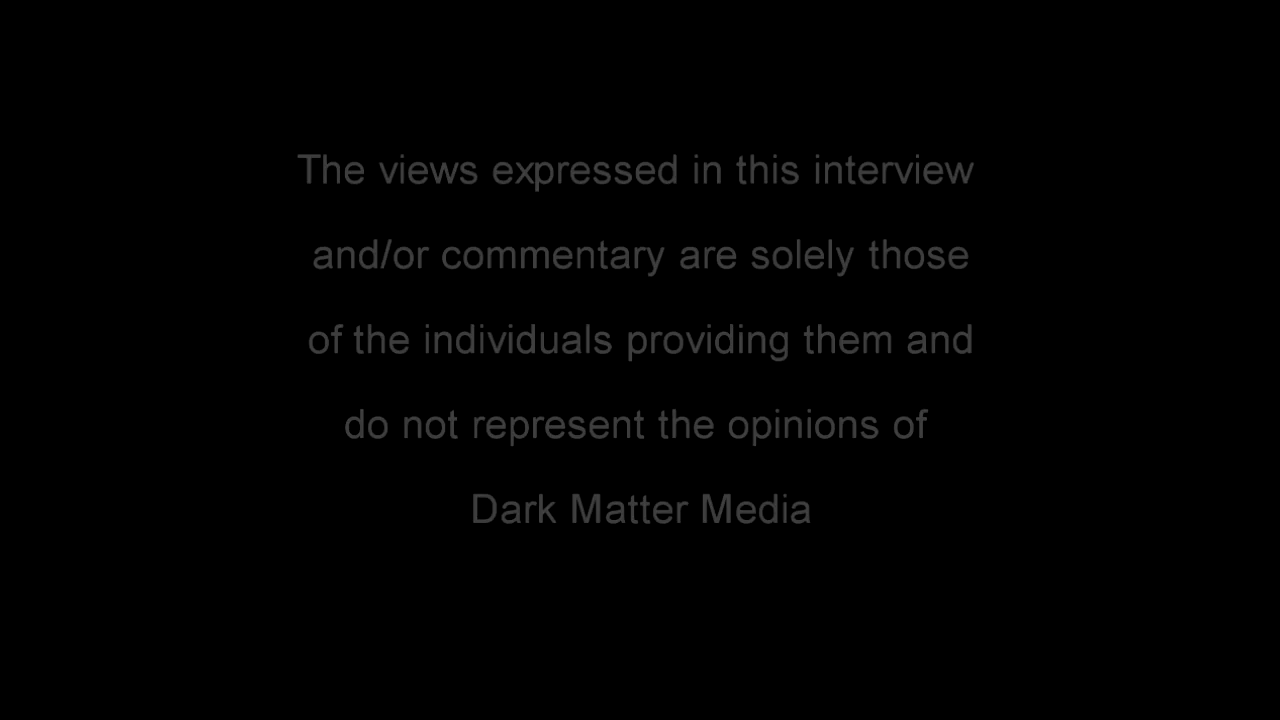 The views expressed in this interview
and/or commentary are solely those
of the individuals providing them and
do not represent the opinions of
Dark Matter Media